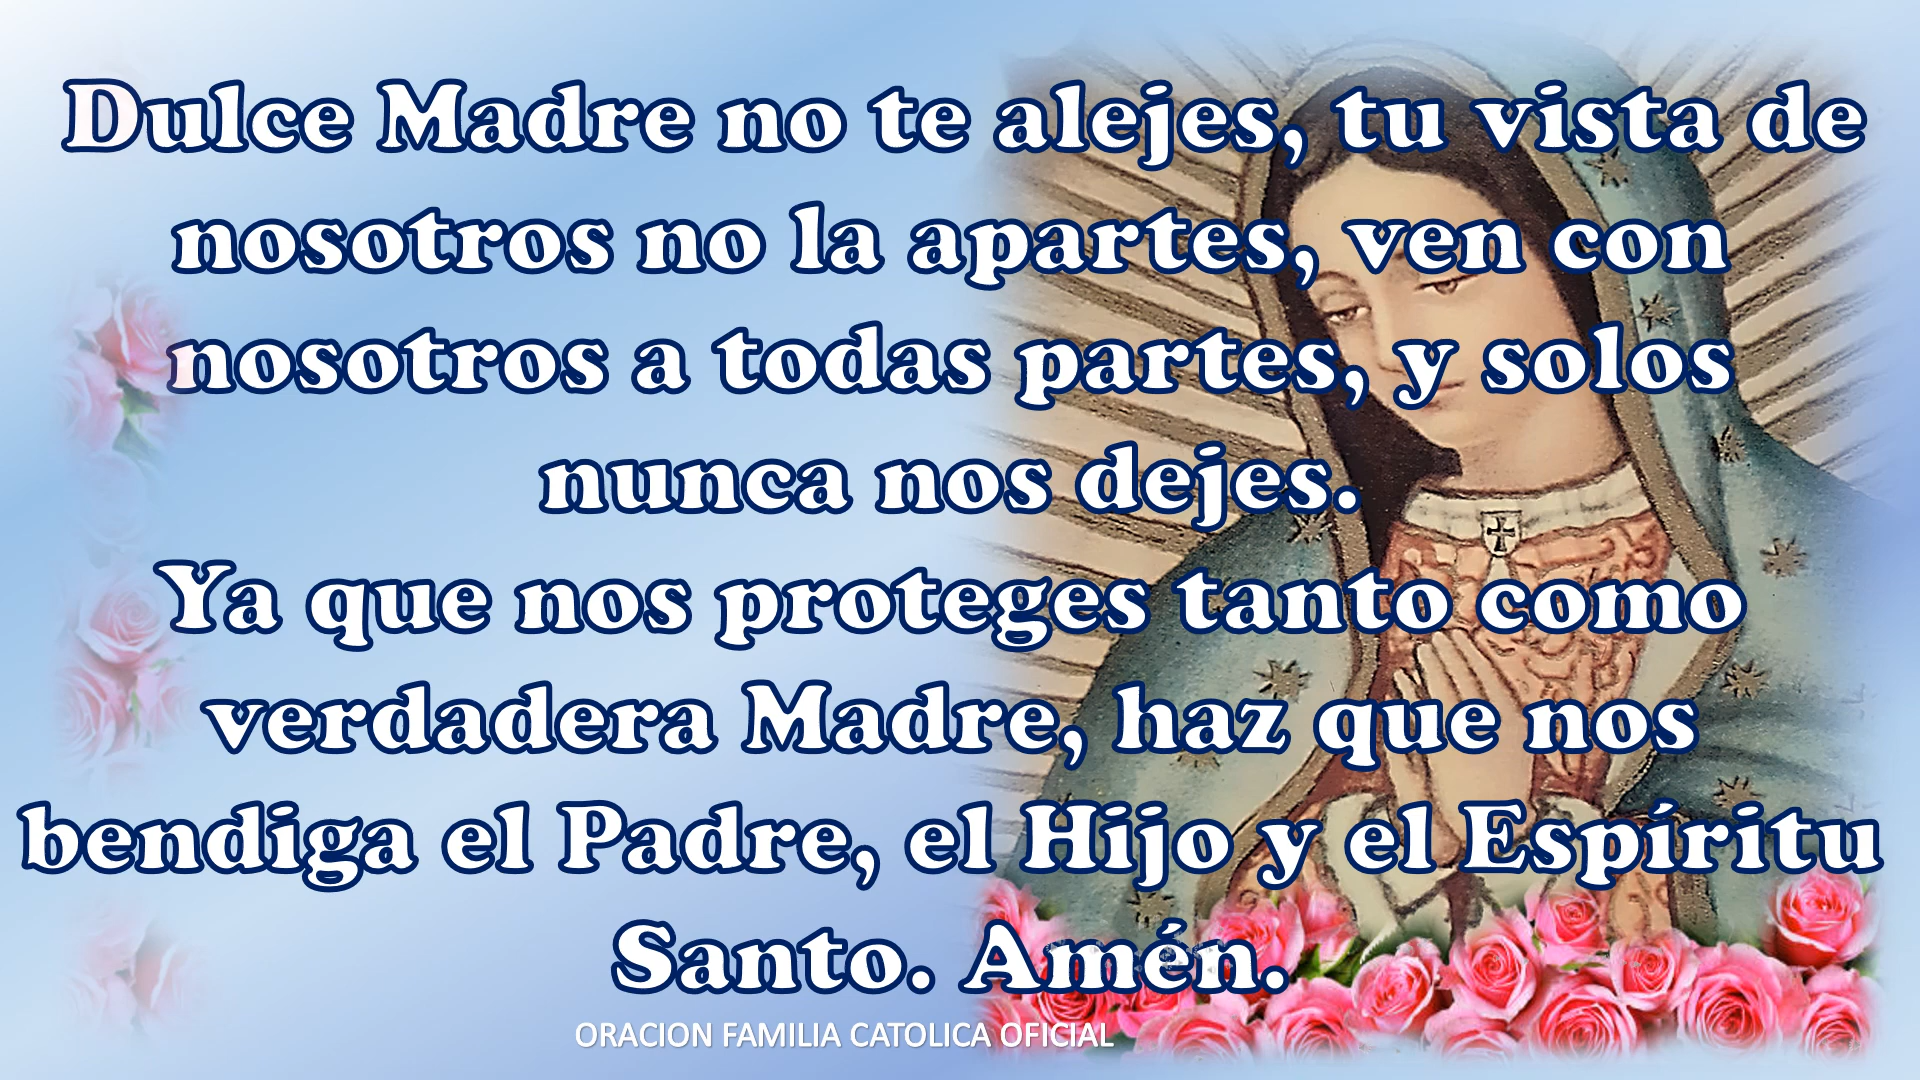 Dulce Madre no te alejes, tu vista de
nosotros no la apartes, ven con
nosotros a todas partes, y solos
nunca nos dejes.
Ya que nos proteges tanto como
verdadera Madre, haz que nos
bendiga el Padre, el Hijo y el Espíritu
Santo. Amén.
ORACION FAMILIA CATOLICA OFICIAL